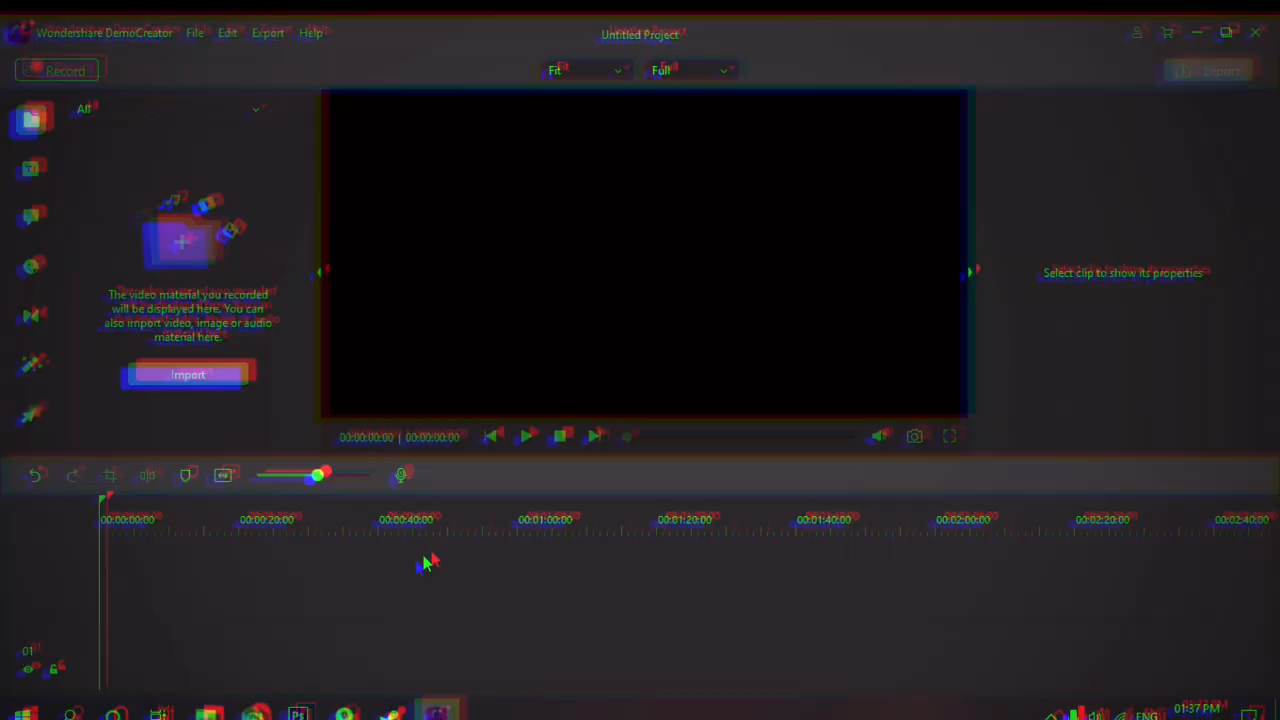 Wondershare DemoCreator File Edit Export Help
Untitled Project
Record
Fit
Full
Export
All
The video material you recorded
will be displayed here. You can
also import video, image or audio
material here.
Import
Select clip to show its properties
00:00:00:00 | 00:00:00:00
00:00:00:00 00:00:20:00 00:00:40:00 00:01:00:00 00:01:20:00 00:01:40:00 00:02:00:00 00:02:20:00 00:02:40:00
01
Ps
ENG
01:37 PM